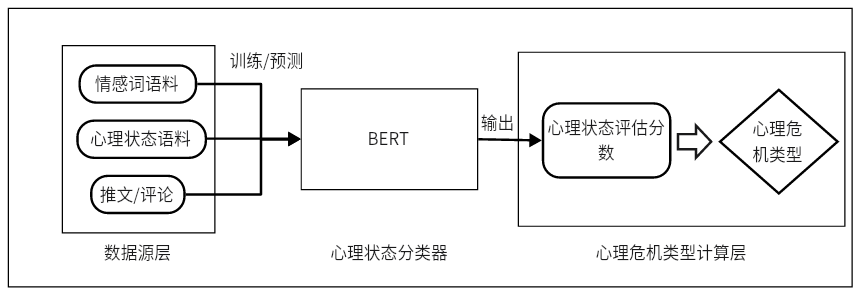 情感词语料
心理状态语料
推文/评论
数据源层
训练/预测
BERT
心理状态分类器
输出
心理状态评估分
数
心理危
机类型
心理危机类型计算层